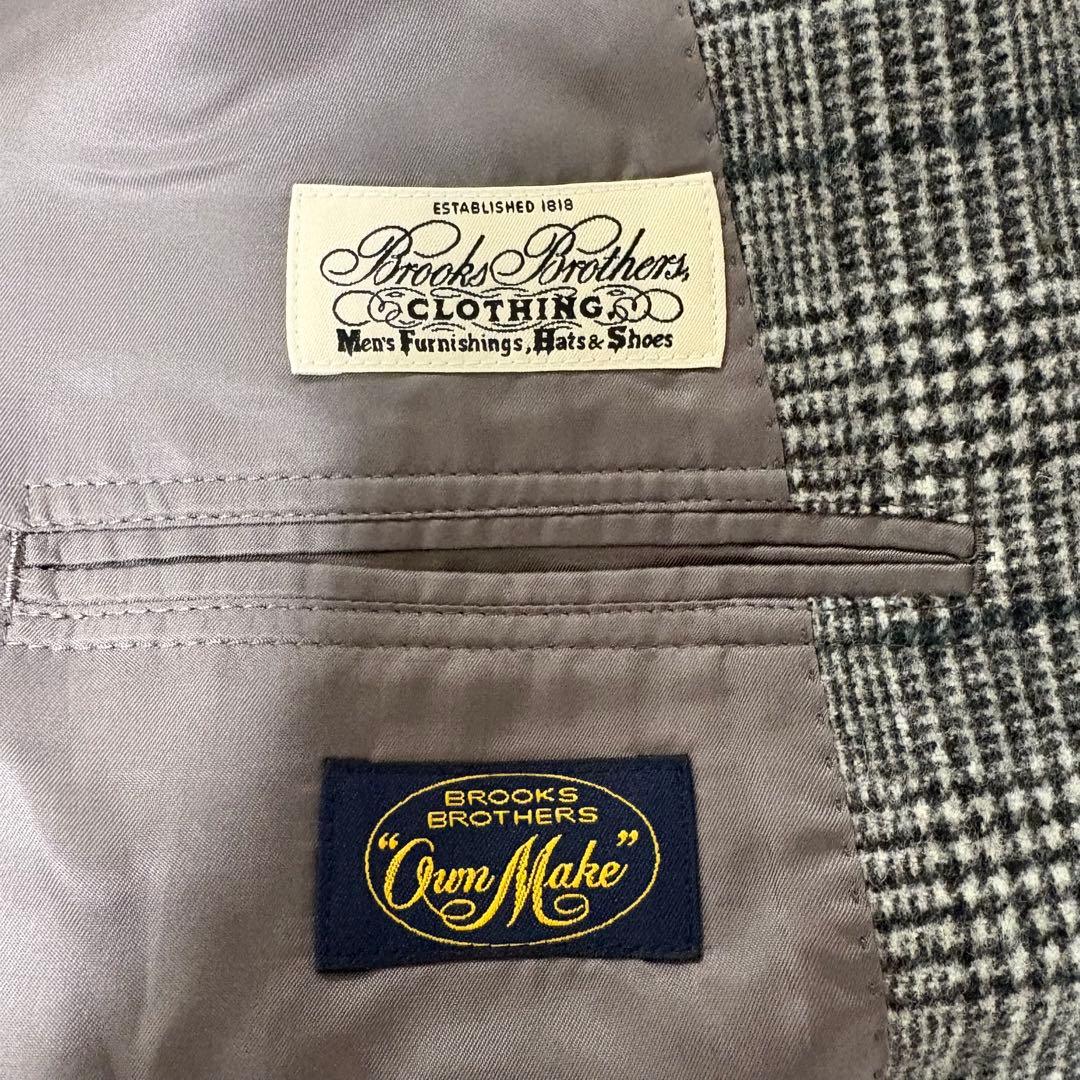 ESTABLISHED 1818
Brooks Brothers,
CLOTHING,
Men's Furnishings, Hats & Shoes
BROOKS
BROTHERS
“Own Make”